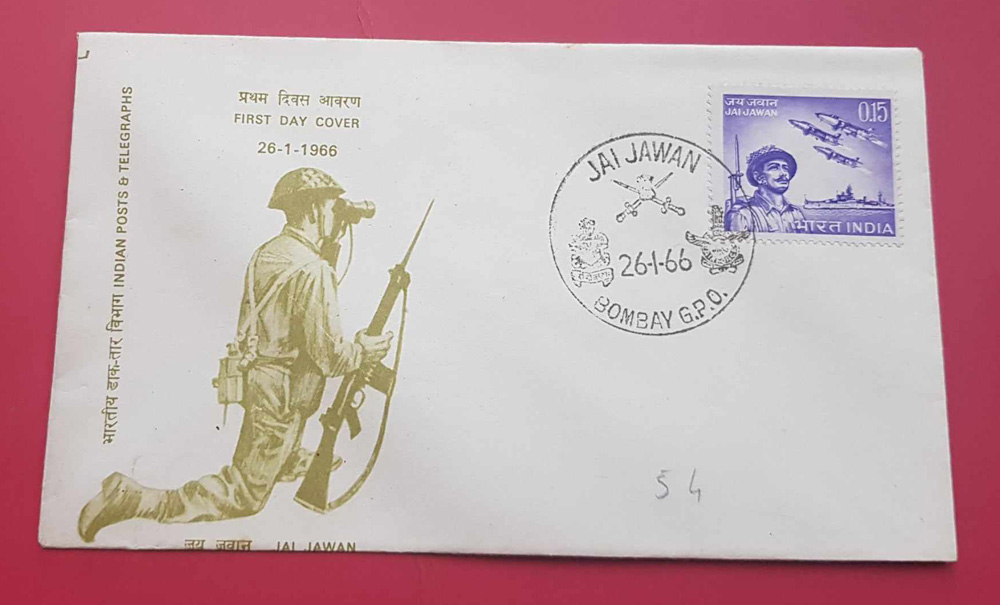 भारतीय डाक-तार विभाग INDIAN POSTS & TELEGRAPHS
प्रथम दिवस आवरण
FIRST DAY COVER
26-1-1966
जय जवान JAI JAWAN
JAI JAWAN
26-1-66
BOMBAY G.P.O.
जय जवान
JAI JAWAN
0.15
भारत INDIA
54